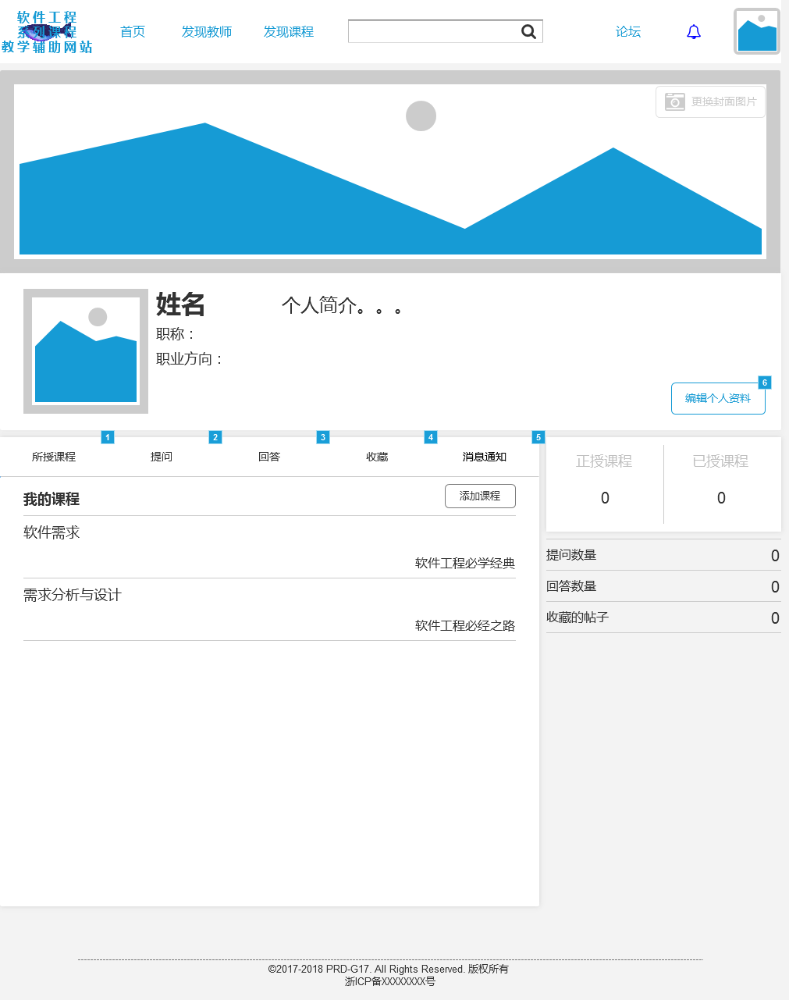 软件工程
系列课程
教学辅助网站
首页
发现教师
发现课程
论坛
更换封面图片
姓名
个人简介。。。
职称：
职业方向：
6
编辑个人资料
1
2
3
4
5
所授课程
提问
回答
收藏
消息通知
正授课程
已授课程
0
0
我的课程
添加课程
软件需求
软件工程必学经典
需求分析与设计
软件工程必经之路
提问数量 0
回答数量 0
收藏的帖子 0
©2017-2018 PRD-G17. All Rights Reserved. 版权所有
浙ICP备XXXXXXXX号